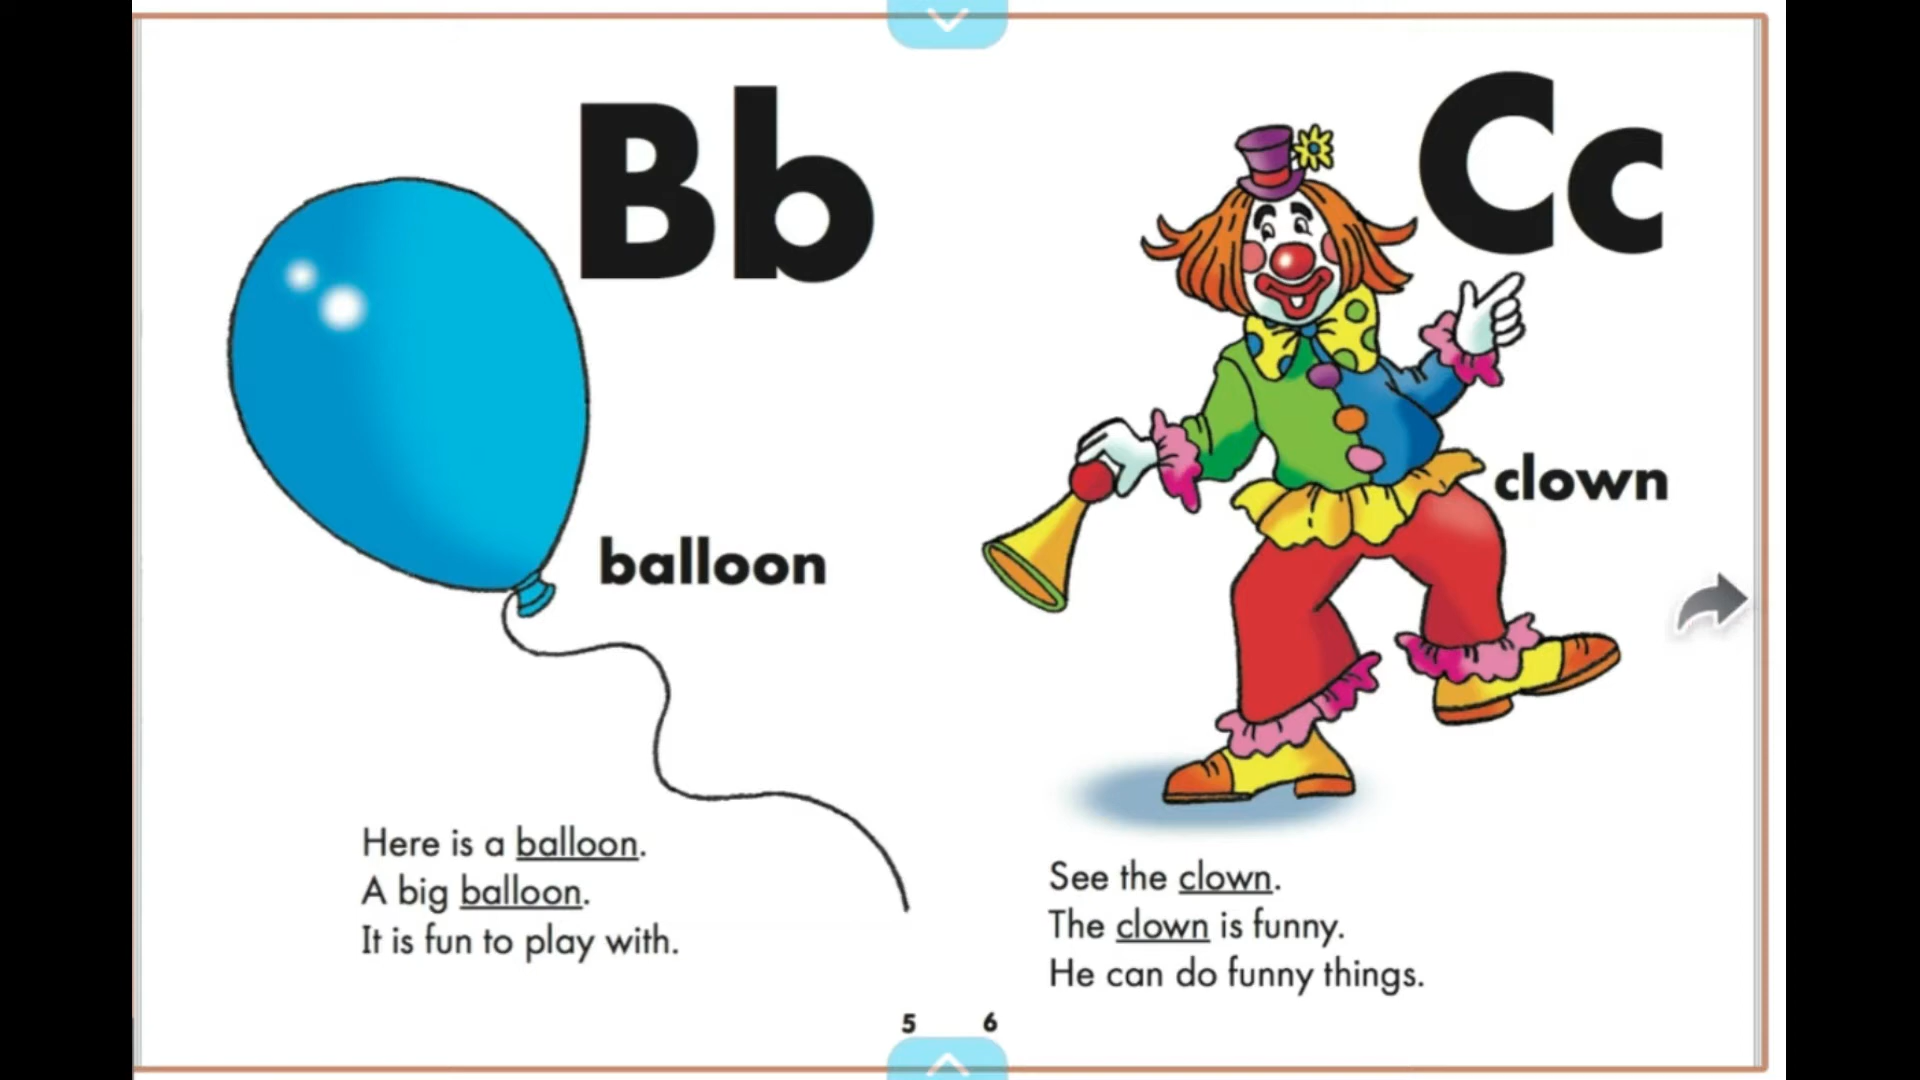 Bb
balloon
Here is a balloon.
A big balloon.
It is fun to play with.
5
Cc
clown
See the clown.
The clown is funny.
He can do funny things.
6